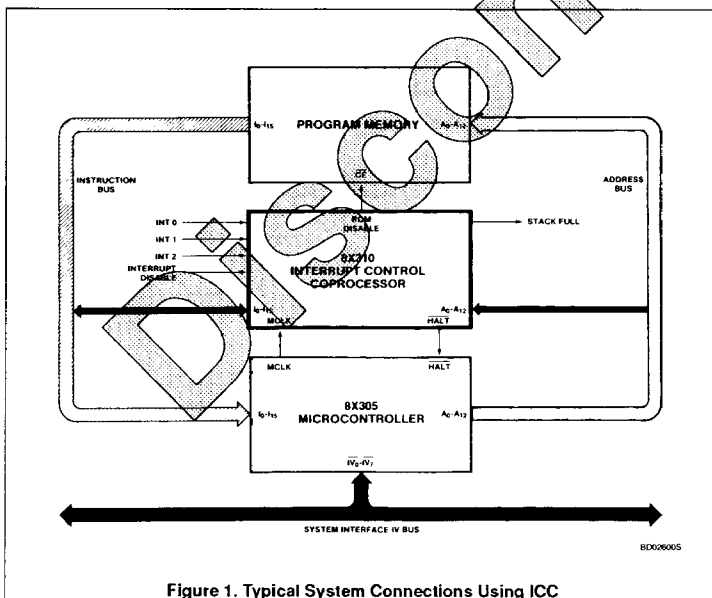 Discon
PROGRAM MEMORY
I0-I15
A0-A12
CE
INSTRUCTION
BUS
ADDRESS
BUS
INT 0
INT 1
INT 2
INTERRUPT
DISABLE
ROM
DISABLE
STACK FULL
8X310
INTERRUPT CONTROL
COPROCESSOR
I0-I15
A0-A12
MCLK
HALT
MCLK
HALT
I0-I15
8X305
MICROCONTROLLER
A0-A12
IV0-IV7
SYSTEM INTERFACE IV BUS
BD02600S
Figure 1. Typical System Connections Using ICC